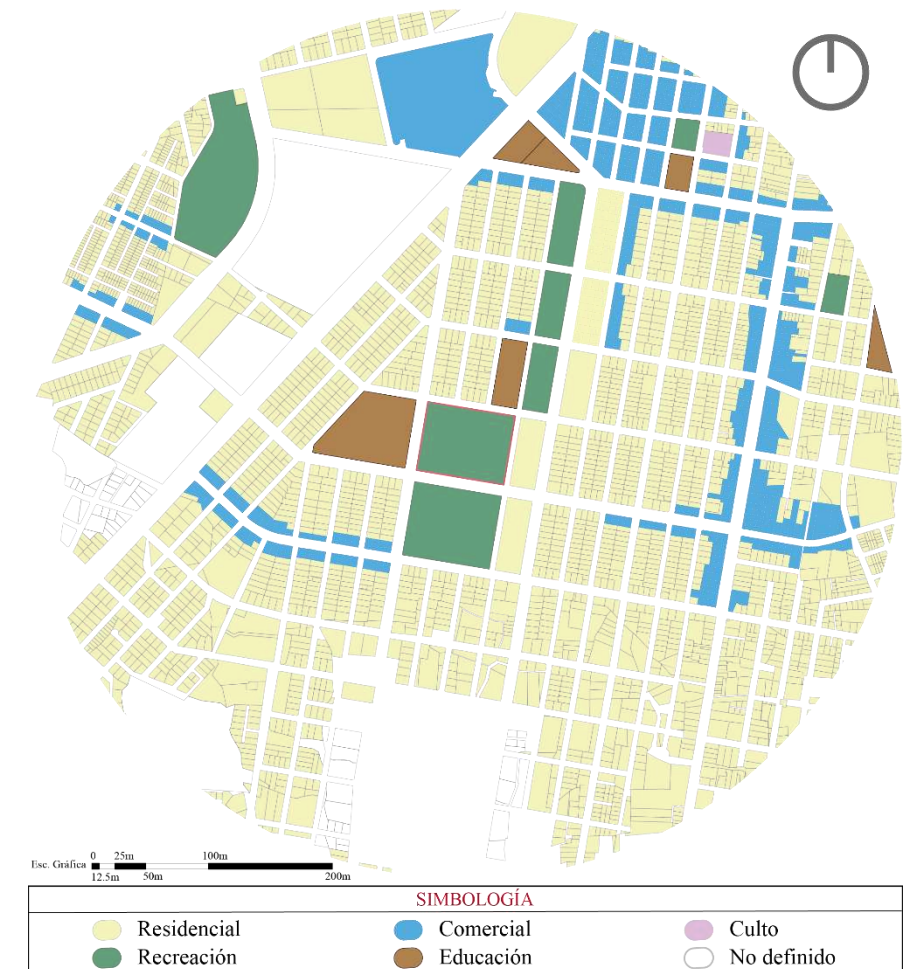 0 25m 100m
Esc. Gráfica
12.5m 50m 200m
SIMBOLOGÍA
Residencial Comercial Culto
Recreación Educación No definido